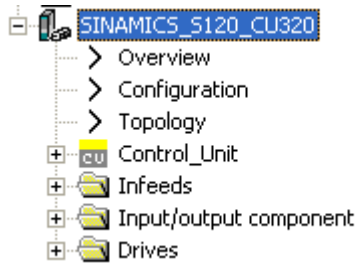 SINAMICS_S120_CU320
Overview
Configuration
Topology
CU Control_Unit
Infeeds
Input/output component
Drives